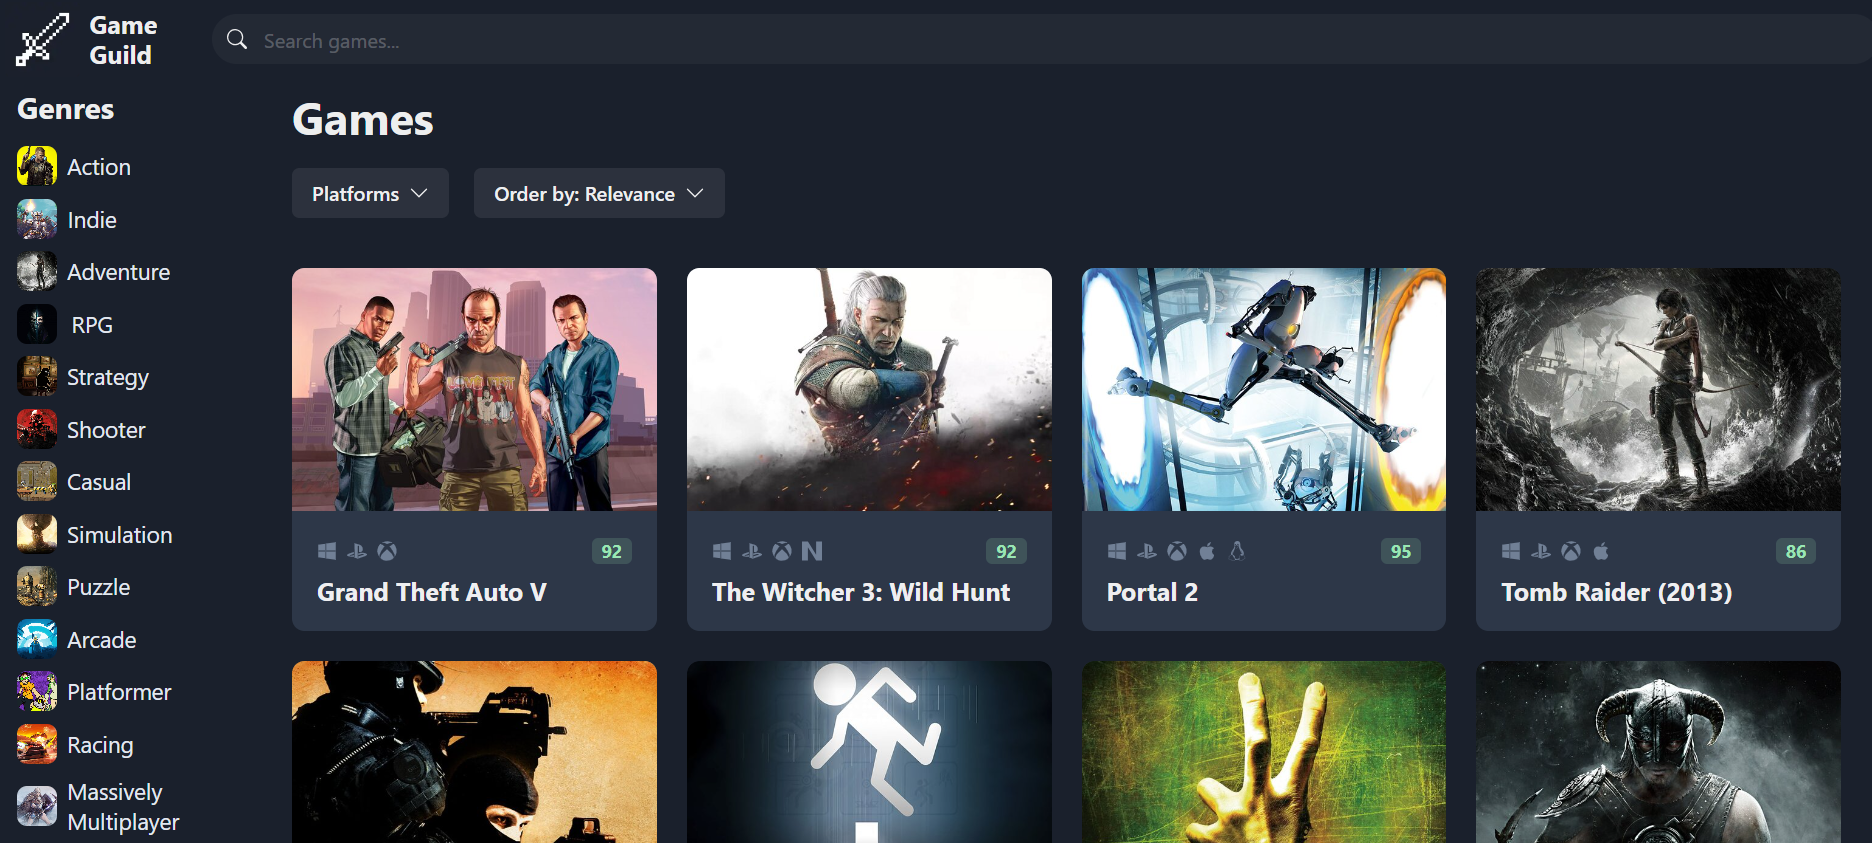 Game
Guild
Search games...
Genres
Action
Indie
Adventure
RPG
Strategy
Shooter
Casual
Simulation
Puzzle
Arcade
Platformer
Racing
Massively
Multiplayer
Games
Platforms
Order by: Relevance
92
Grand Theft Auto V
92
The Witcher 3: Wild Hunt
95
Portal 2
86
Tomb Raider (2013)